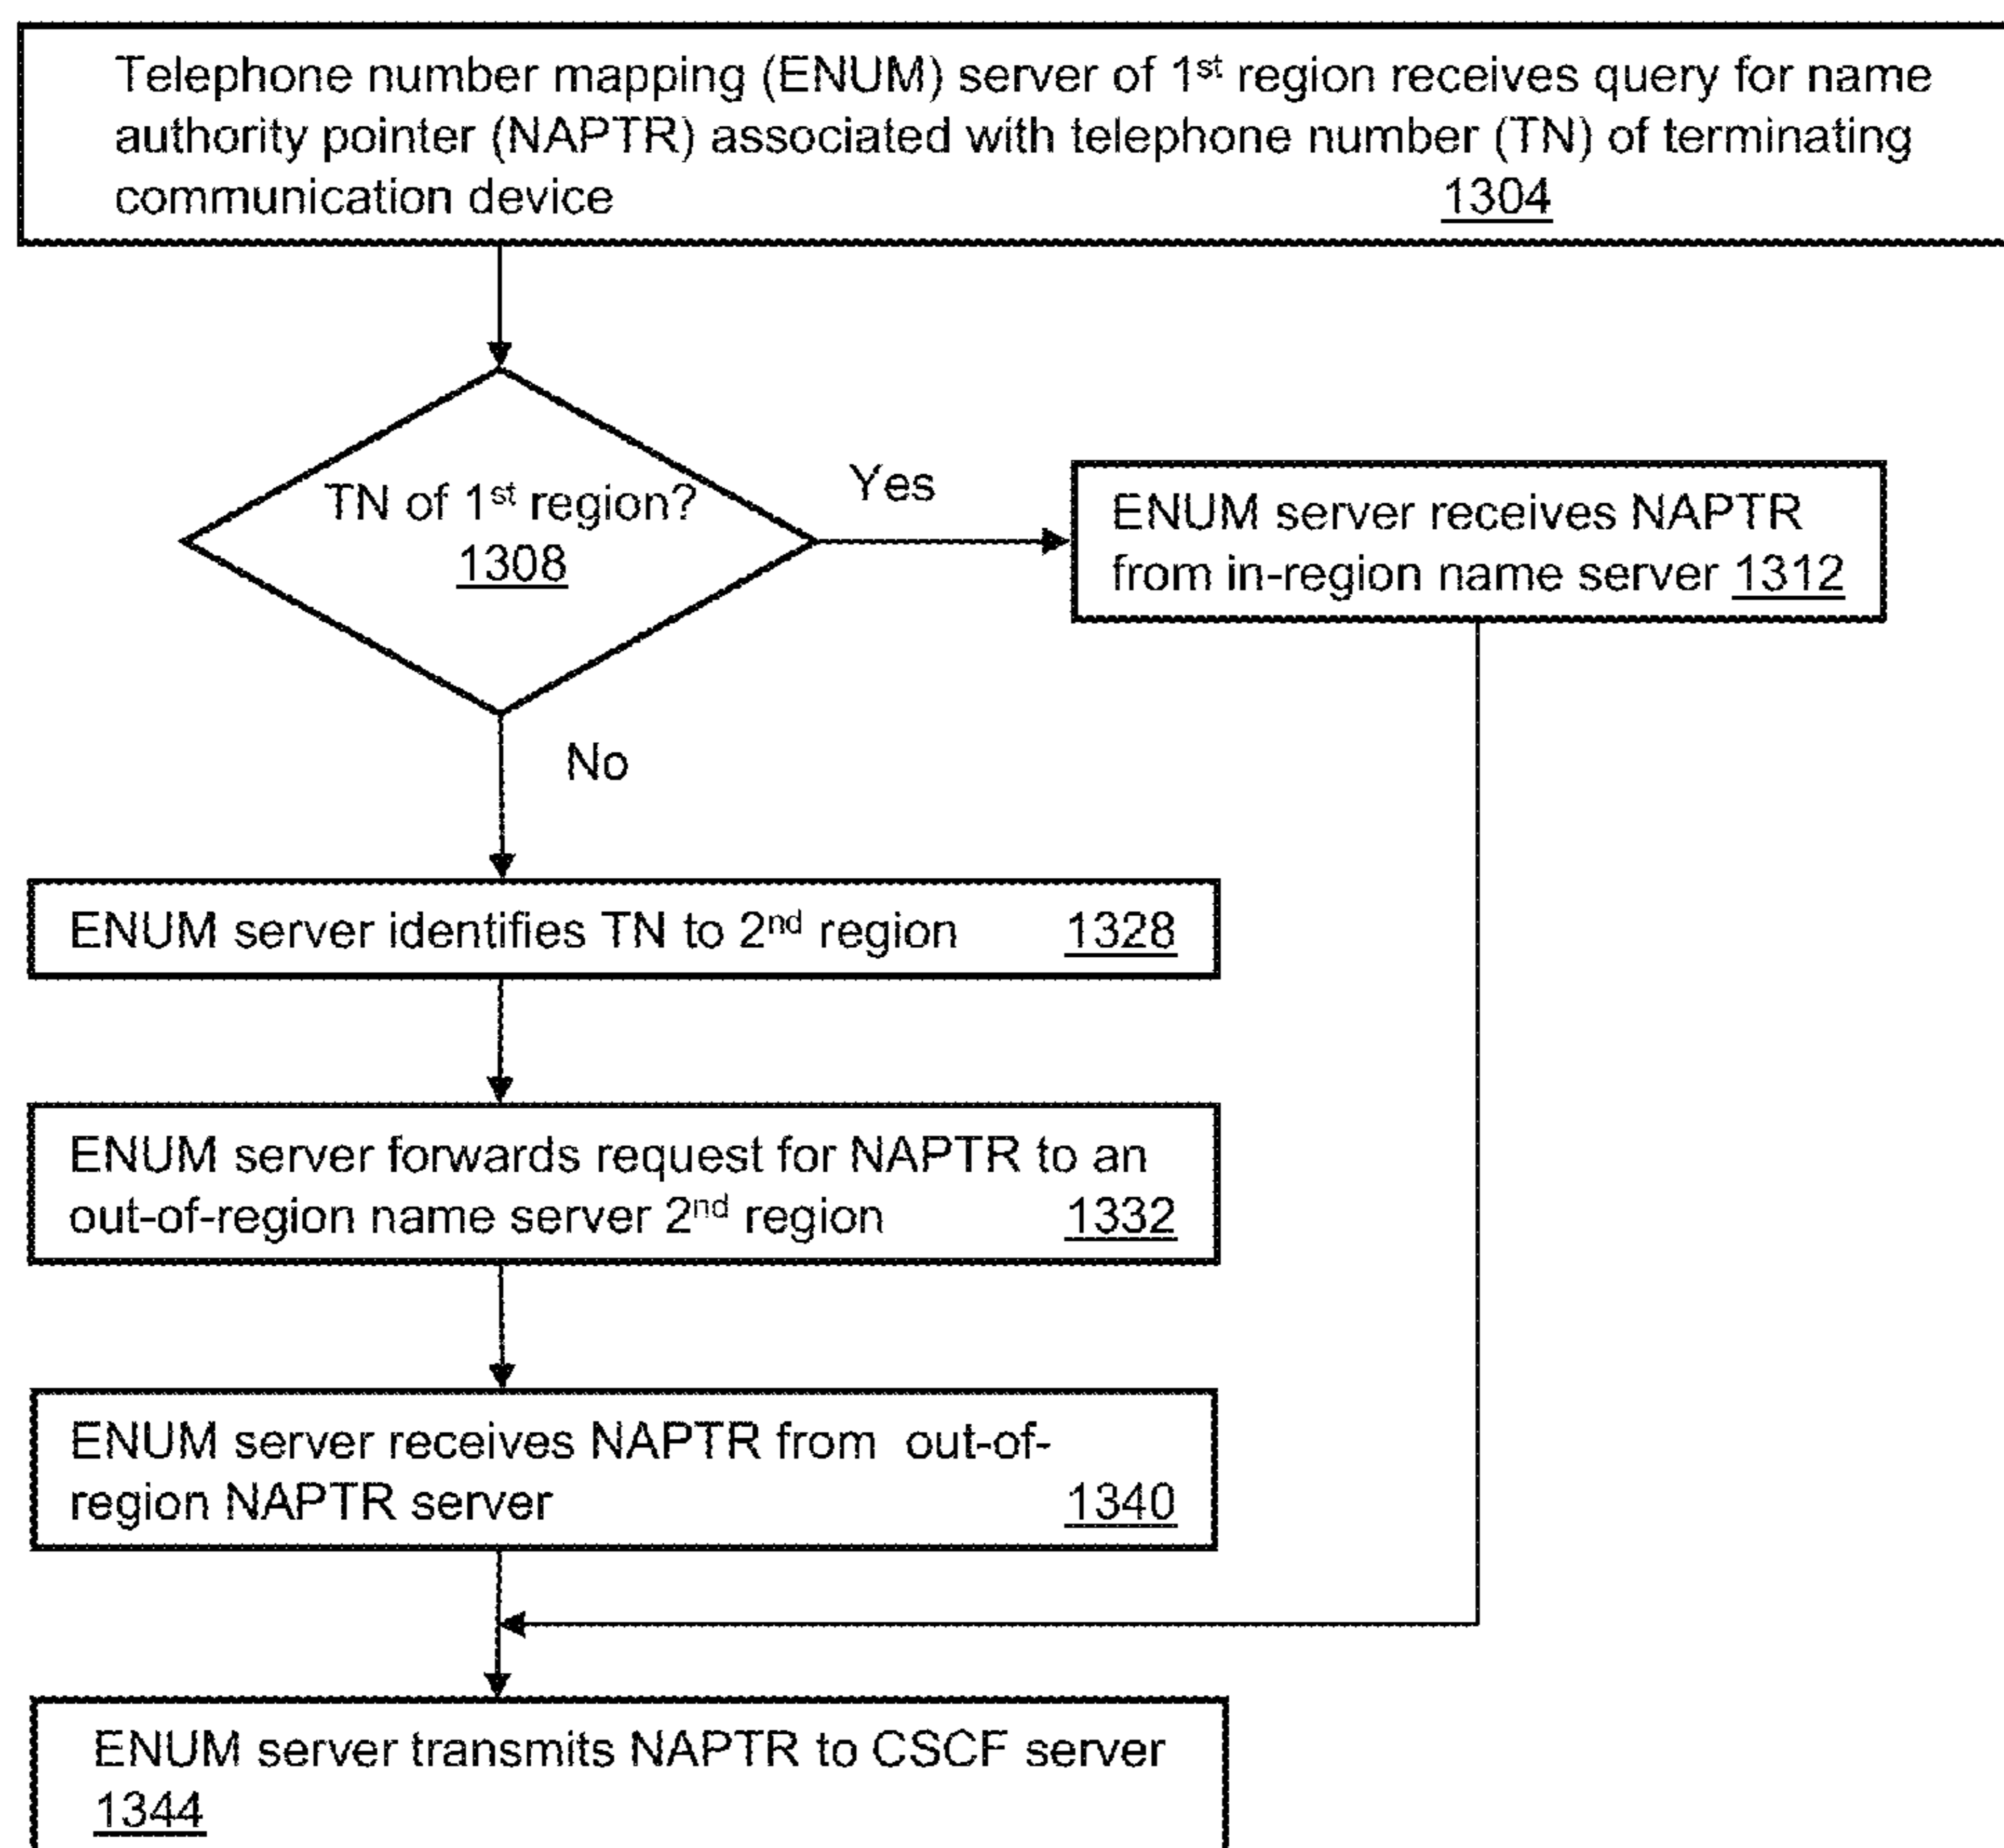 Telephone number mapping (ENUM) server of 1st region receives query for name
authority pointer (NAPTR) associated with telephone number (TN) of terminating
communication device 1304
TN of 1st region?
1308
Yes
ENUM server receives NAPTR
from in-region name server 1312
No
ENUM server identifies TN to 2nd region 1328
ENUM server forwards request for NAPTR to an
out-of-region name server 2nd region 1332
ENUM server receives NAPTR from out-of-
region NAPTR server 1340
ENUM server transmits NAPTR to CSCF server
1344